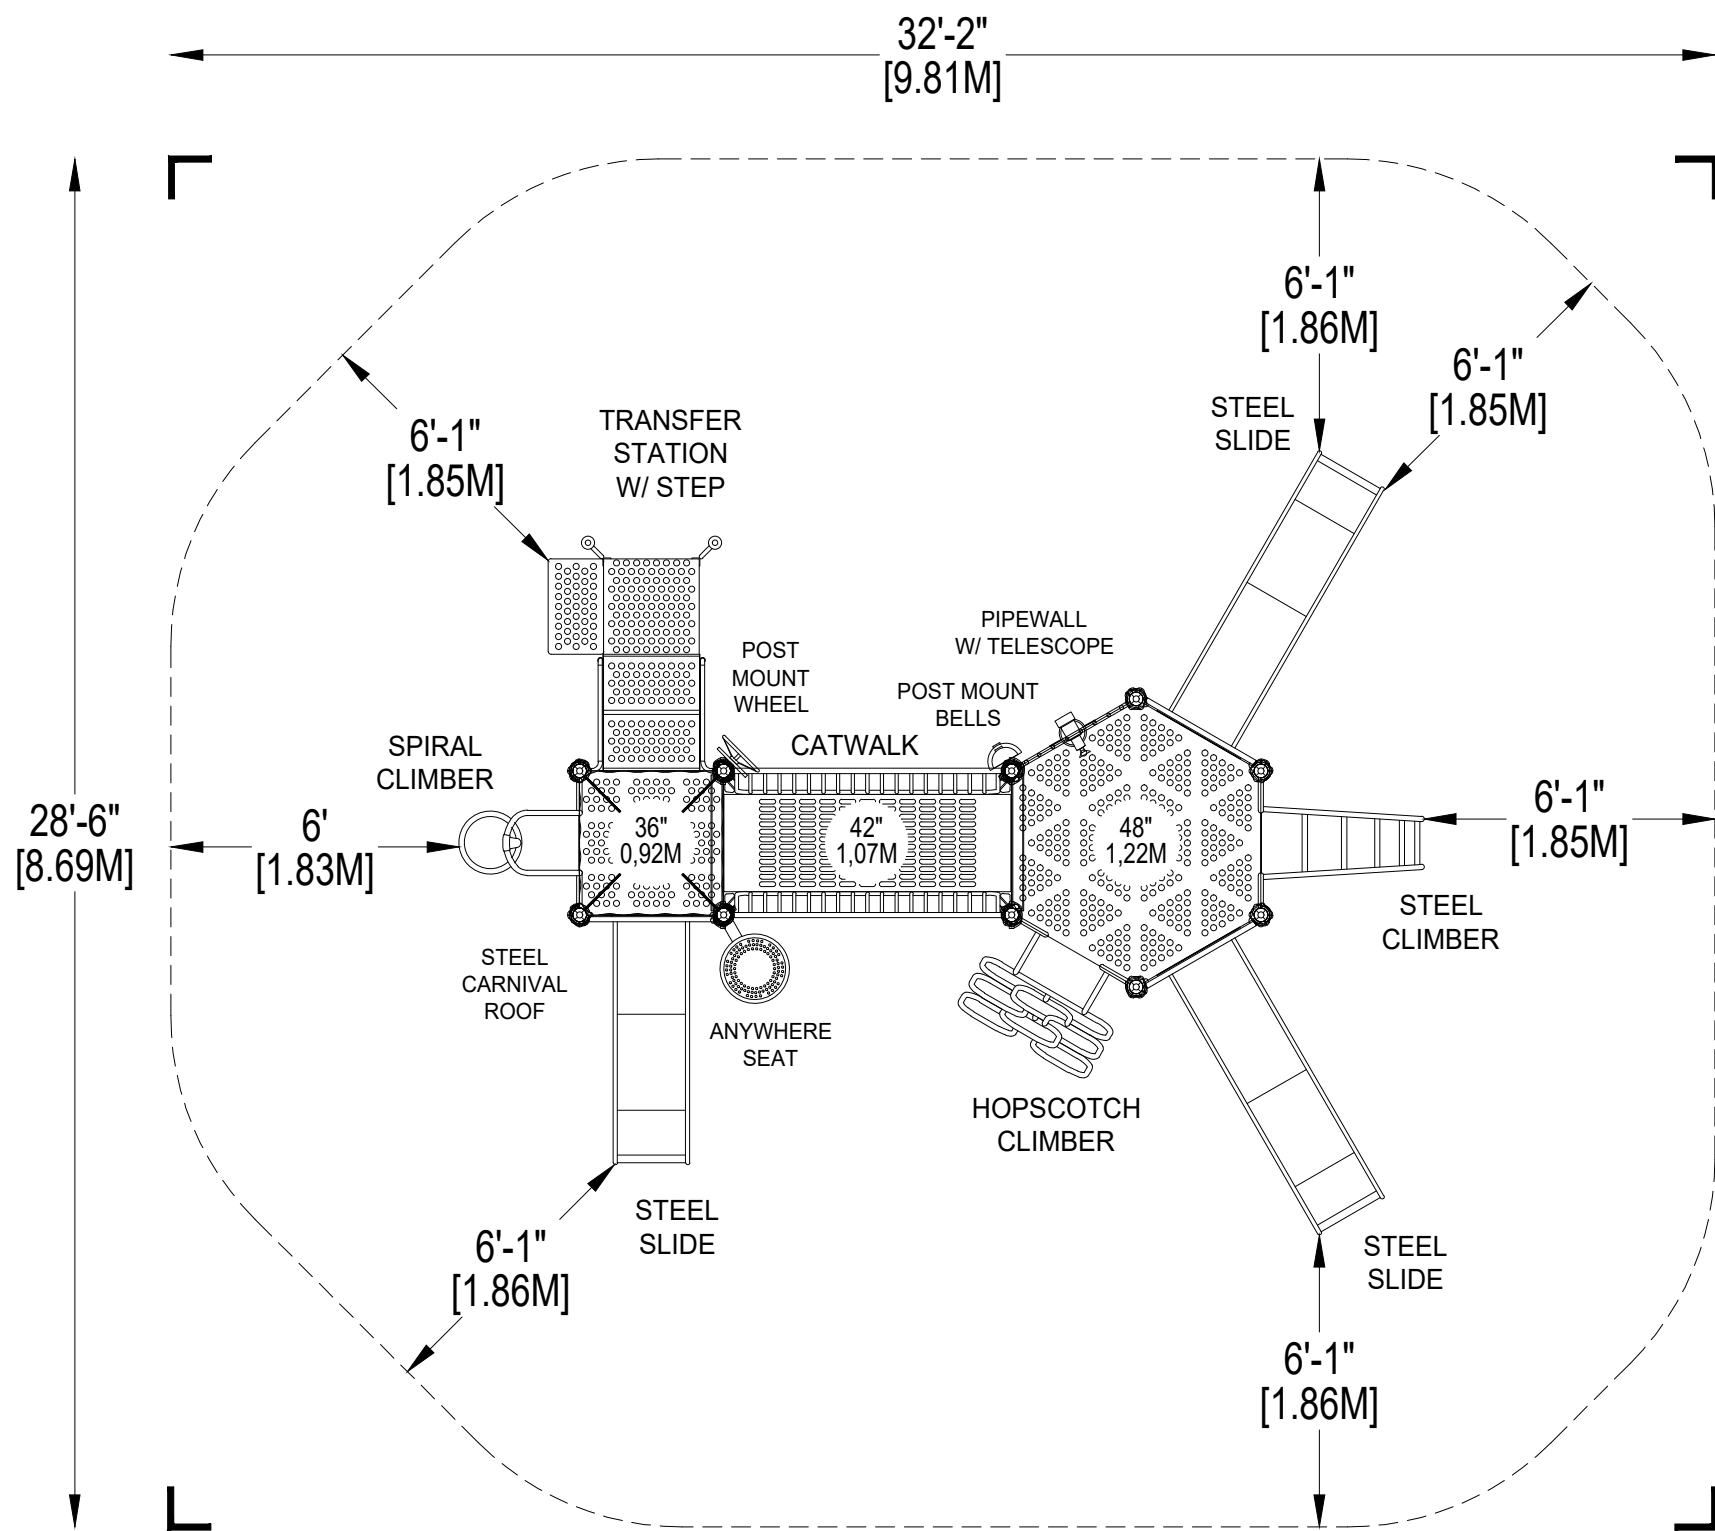 32'-2"
[9.81M]
6'-1"
[1.86M]
6'-1"
[1.85M]
STEEL
SLIDE
6'-1"
[1.85M]
TRANSFER
STATION
W/ STEP
PIPEWALL
W/ TELESCOPE
POST
MOUNT
WHEEL
POST MOUNT
BELLS
CATWALK
SPIRAL
CLIMBER
28'-6"
[8.69M]
6'
[1.83M]
36"
0,92M
42"
1,07M
48"
1,22M
6'-1"
[1.85M]
STEEL
CLIMBER
STEEL
CARNIVAL
ROOF
ANYWHERE
SEAT
HOPSCOTCH
CLIMBER
STEEL
SLIDE
6'-1"
[1.86M]
STEEL
SLIDE
6'-1"
[1.86M]